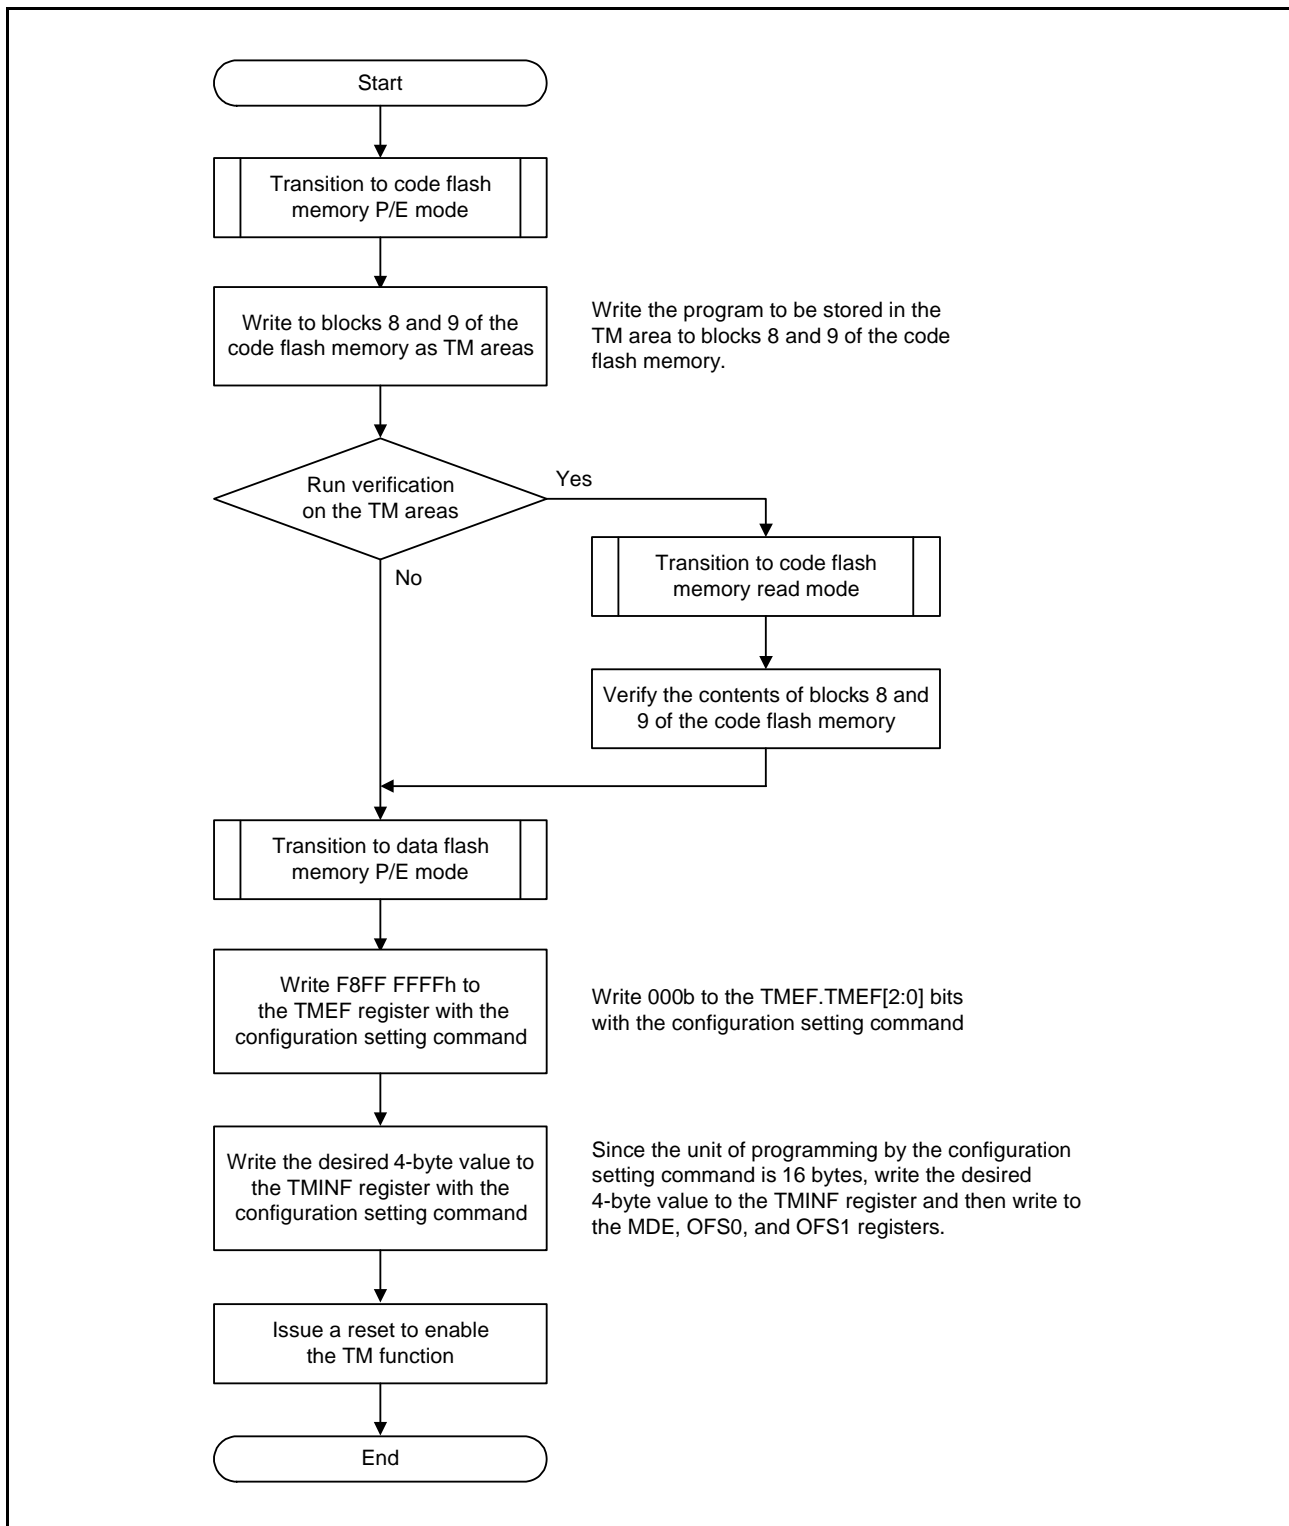 Start
Transition to code flash
memory P/E mode
Write to blocks 8 and 9 of the
code flash memory as TM areas
Write the program to be stored in the
TM area to blocks 8 and 9 of the code
flash memory.
Run verification
on the TM areas
Yes
No
Transition to code flash
memory read mode
Verify the contents of blocks 8 and
9 of the code flash memory
Transition to data flash
memory P/E mode
Write F8FF FFFFh to
the TMEF register with the
configuration setting command
Write 000b to the TMEF.TMEF[2:0] bits
with the configuration setting command
Write the desired 4-byte value to
the TMINF register with the
configuration setting command
Since the unit of programming by the configuration
setting command is 16 bytes, write the desired
4-byte value to the TMINF register and then write to
the MDE, OFS0, and OFS1 registers.
Issue a reset to enable
the TM function
End